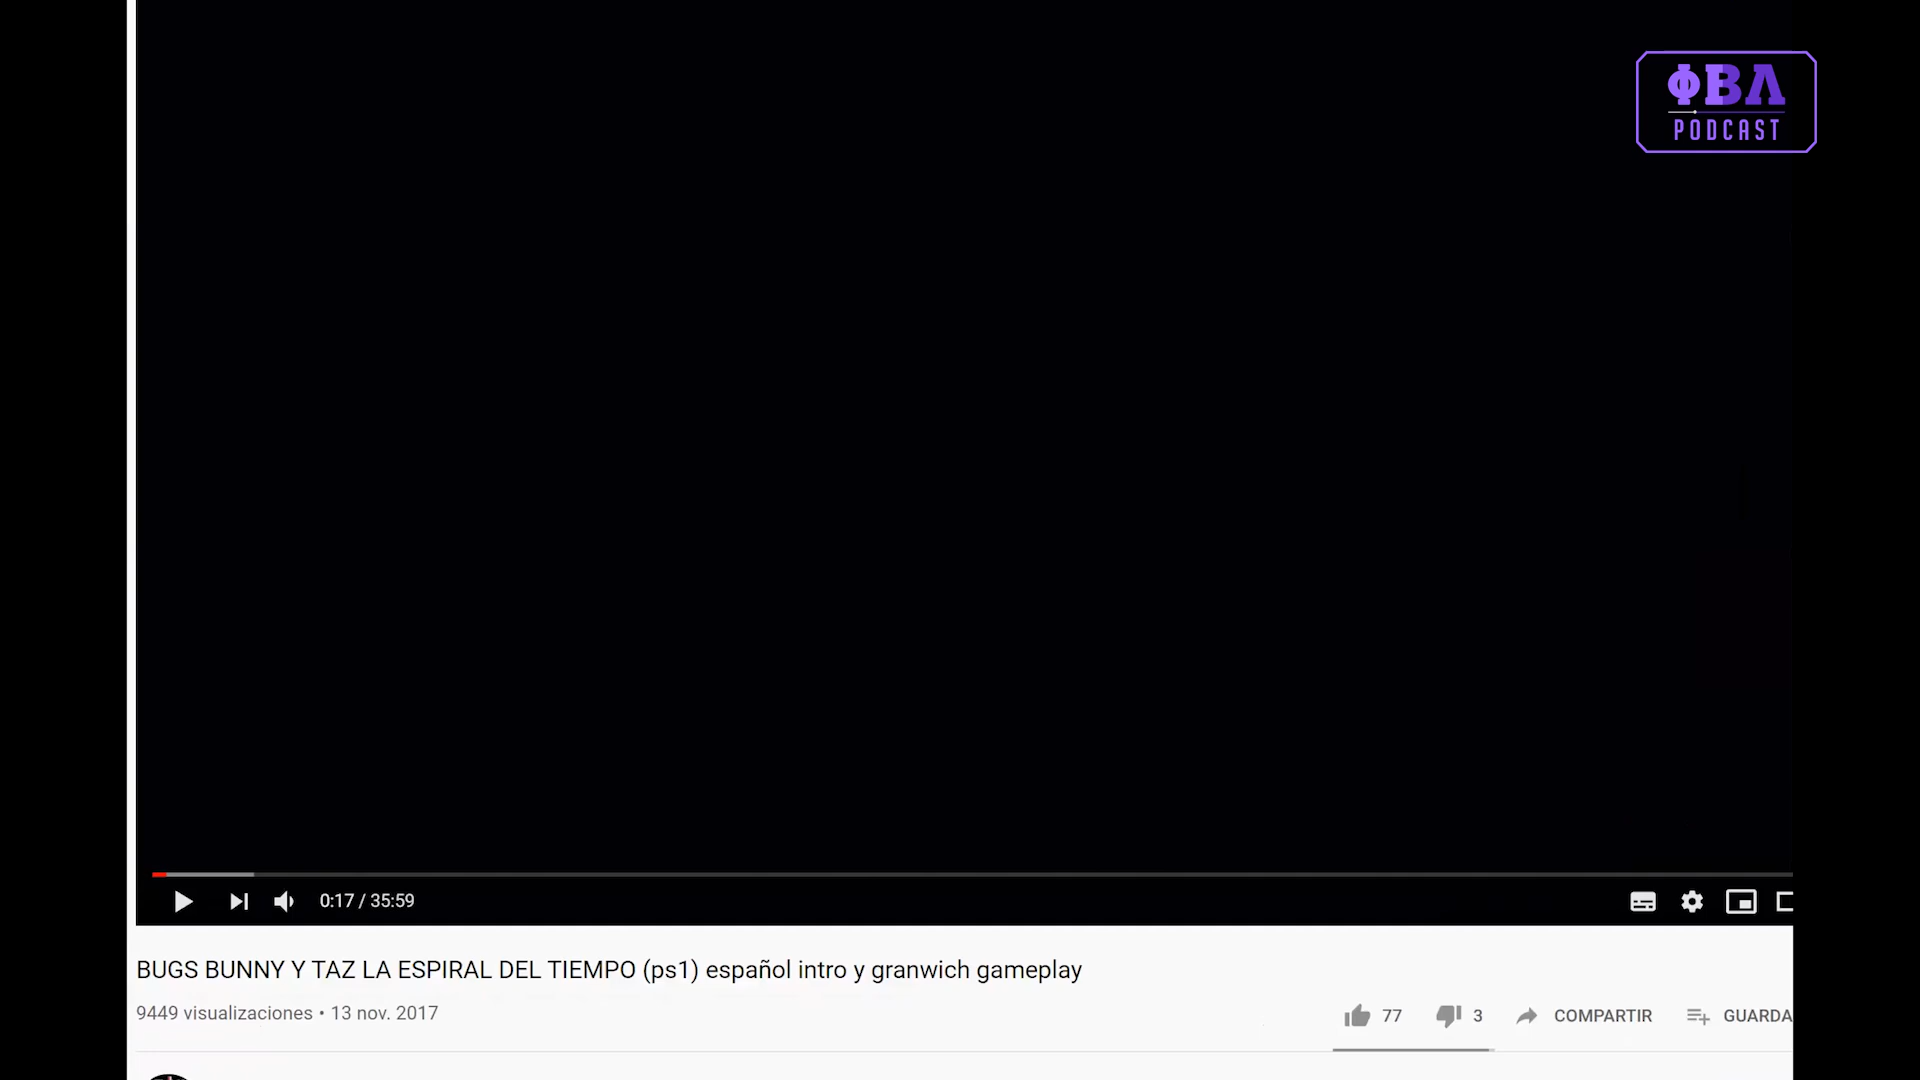 ΦΒΛ
PODCAST
0:17 / 35:59
BUGS BUNNY Y TAZ LA ESPIRAL DEL TIEMPO (ps1) español intro y granwich gameplay
9449 visualizaciones • 13 nov. 2017
77 3 COMPARTIR GUARDA